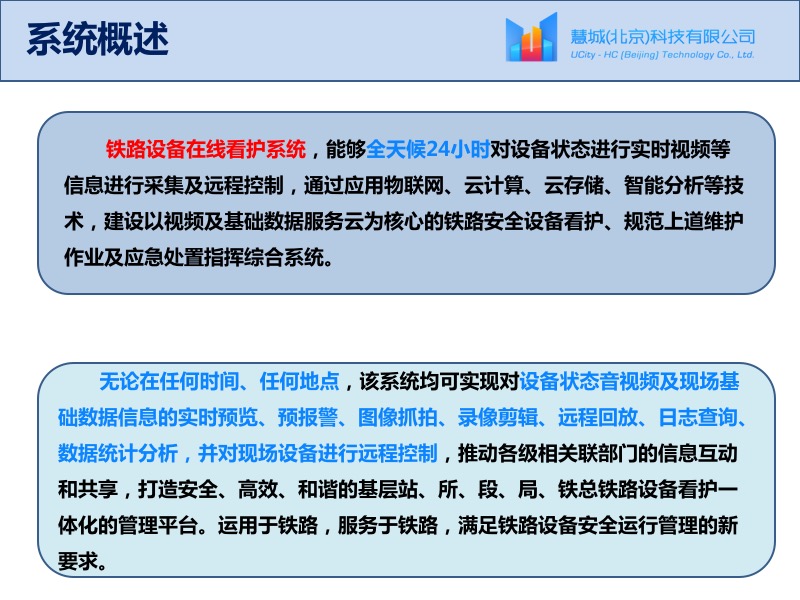 系统概述
慧城(北京)科技有限公司
UCity - HC (Beijing) Technology Co., Ltd.
铁路设备在线看护系统，能够全天候24小时对设备状态进行实时视频等
信息进行采集及远程控制，通过应用物联网、云计算、云存储、智能分析等技
术，建设以视频及基础数据服务云为核心的铁路安全设备看护、规范上道维护
作业及应急处置指挥综合系统。
无论在任何时间、任何地点，该系统均可实现对设备状态音视频及现场基
础数据信息的实时预览、预报警、图像抓拍、录像剪辑、远程回放、日志查询、
数据统计分析，并对现场设备进行远程控制，推动各级相关联部门的信息互动
和共享，打造安全、高效、和谐的基层站、所、段、局、铁总铁路设备看护一
体化的管理平台。运用于铁路，服务于铁路，满足铁路设备安全运行管理的新
要求。